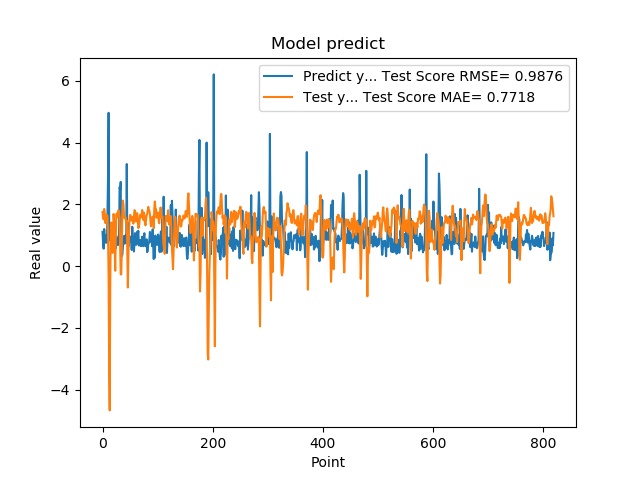 Model predict
Predict y... Test Score RMSE= 0.9876
Test y... Test Score MAE= 0.7718
6
4
2
0
−2
−4
Real value
0 200 400 600 800
Point